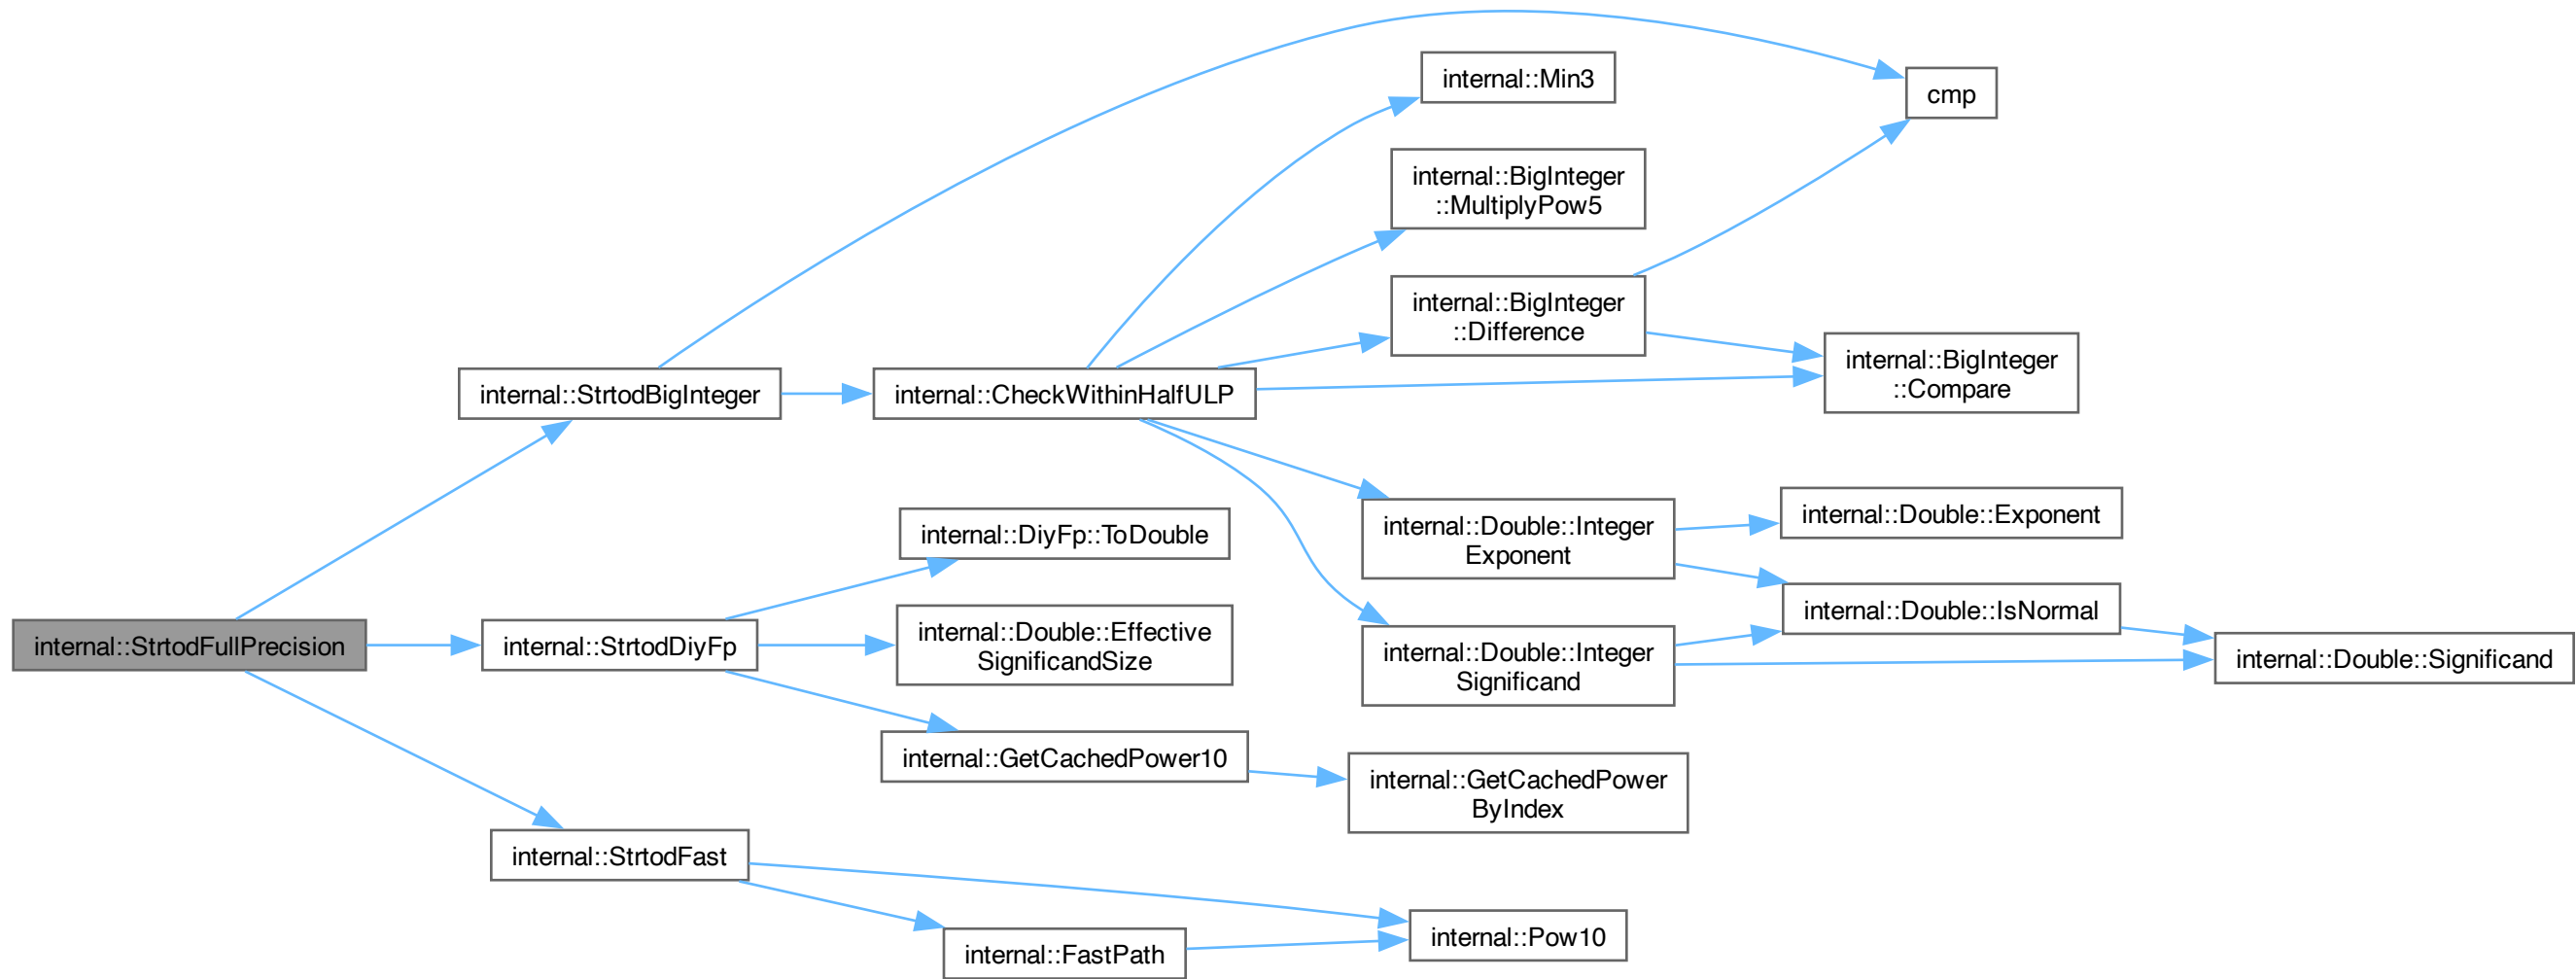 internal::Min3
cmp
internal::BigInteger
::MultiplyPow5
internal::BigInteger
::Difference
internal::BigInteger
::Compare
internal::StrtodBigInteger
internal::CheckWithinHalfULP
internal::Double::Integer
Exponent
internal::Double::Exponent
internal::DiyFp::ToDouble
internal::Double::IsNormal
internal::StrtodFullPrecision
internal::StrtodDiyFp
internal::Double::Effective
SignificandSize
internal::Double::Integer
Significand
internal::Double::Significand
internal::GetCachedPower10
internal::GetCachedPower
ByIndex
internal::StrtodFast
internal::FastPath
internal::Pow10